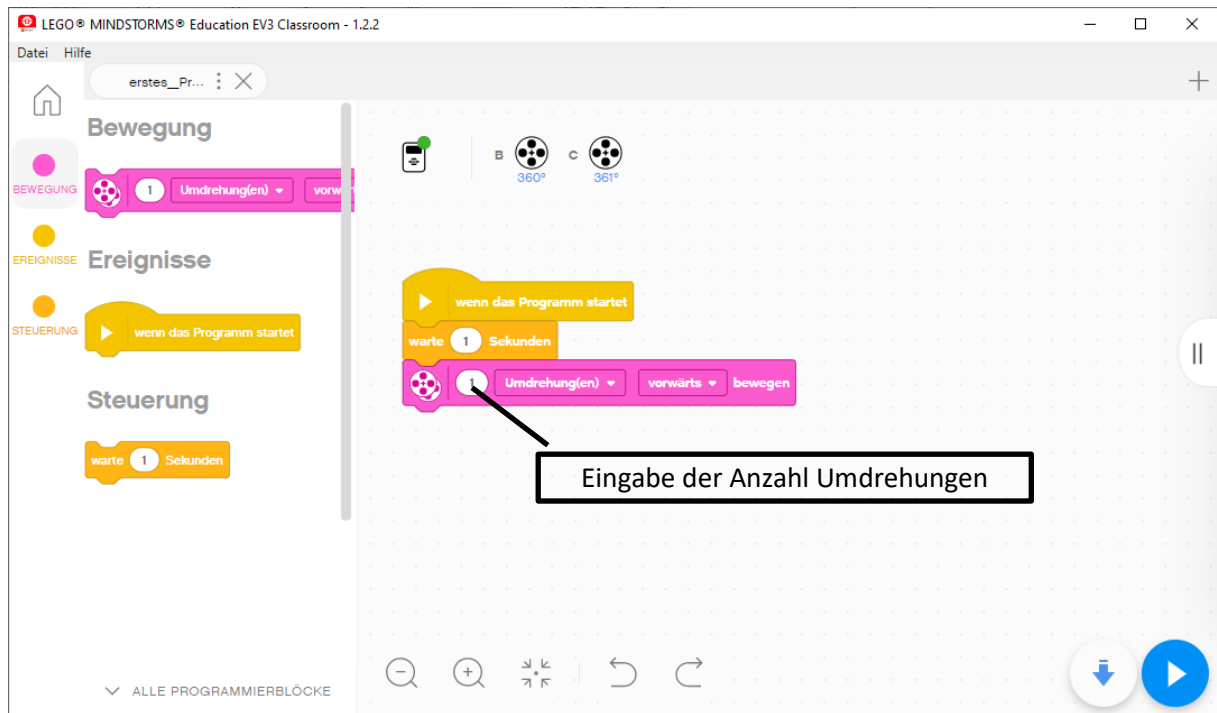 LEGO® MINDSTORMS® Education EV3 Classroom - 1.2.2
Datei Hilfe
erstes_Pr...
Bewegung
BEWEGUNG
1 Umdrehung(en) vorw
EREIGNISSE
Ereignisse
wenn das Programm startet
STEUERUNG
Steuerung
warte 1 Sekunden
ALLE PROGRAMMIERBLÖCKE
B C
360° 361°
wenn das Programm startet
warte 1 Sekunden
1 Umdrehung(en) vorwärts bewegen
Eingabe der Anzahl Umdrehungen